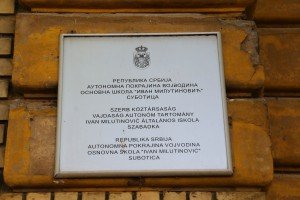 РЕПУБЛИКА СРБИЈА
АУТОНОМНА ПОКРАЈИНА ВОЈВОДИНА
ОСНОВНА ШКОЛА "ИВАН МИЛУТИНОВИЋ"
СУБОТИЦА
SZERB KÖZTÁRSASÁG
VAJDASÁG AUTONÓM TARTOMÁNY
IVAN MILUTINOVIĆ ÁLTALÁNOS ISKOLA
SZABADKA
REPUBLIKA SRBIJA
AUTONOMNA POKRAJINA VOJVODINA
OSNOVNA ŠKOLA "IVAN MILUTINOVIĆ"
SUBOTICA